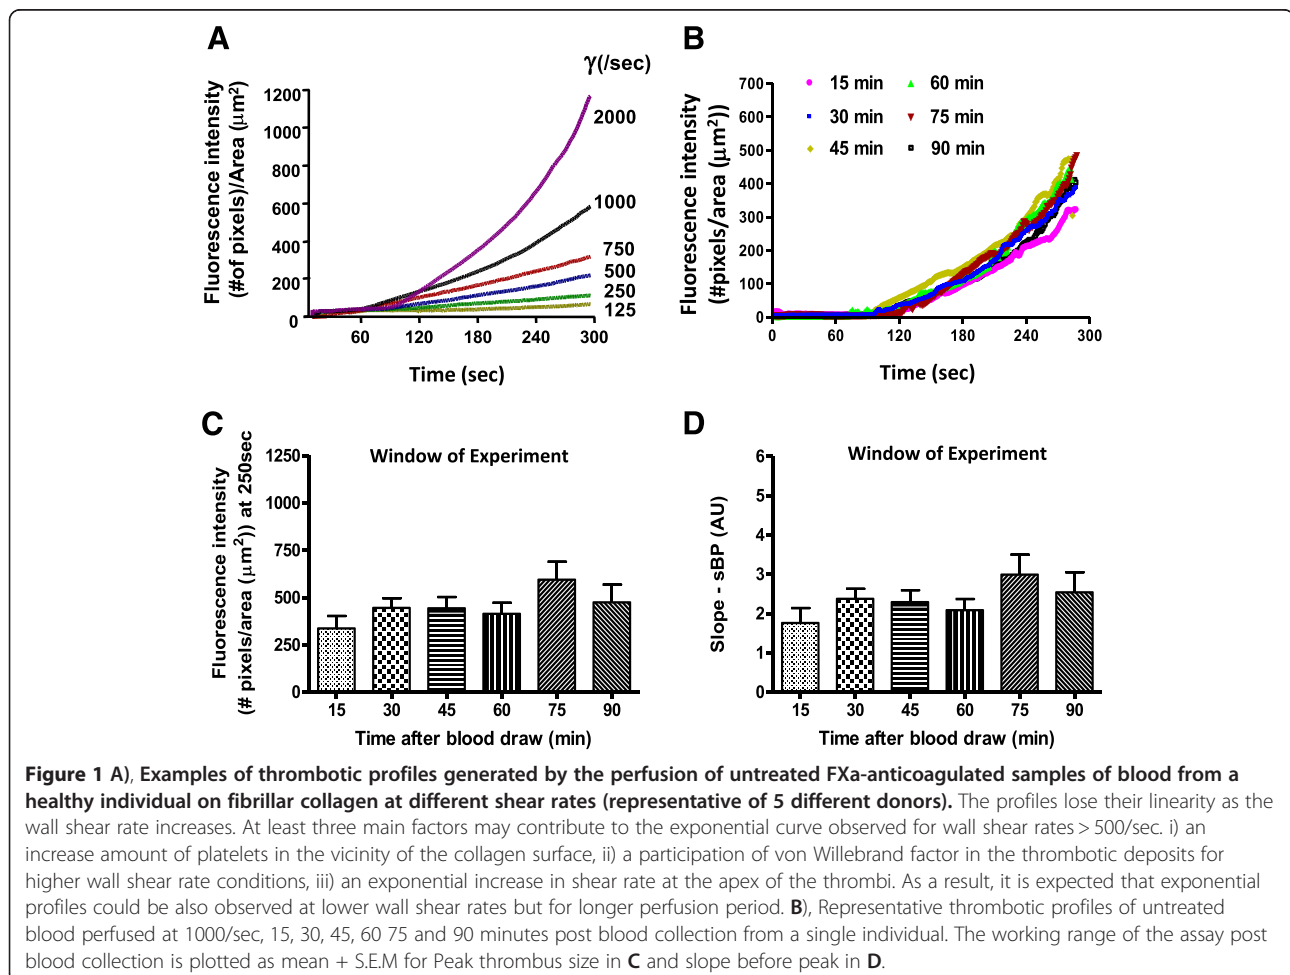 A
γ(/sec)
Fluorescence intensity
(#of pixels)/Area (μm²)
1200
1000
800
600
400
200
0
2000
1000
750
500
250
125
60
120
180
240
300
Time (sec)
B
Fluorescence intensity
(#pixels/area (μm²))
700
600
500
400
300
200
100
0
15 min
30 min
45 min
60 min
75 min
90 min
0
60
120
180
240
300
Time (sec)
C
Window of Experiment
Fluorescence intensity
(# pixels/area (μm²)) at 250sec
1250
1000
750
500
250
0
15
30
45
60
75
90
Time after blood draw (min)
D
Window of Experiment
Slope - sBP (AU)
6
5
4
3
2
1
0
15
30
45
60
75
90
Time after blood draw (min)
Figure 1 A), Examples of thrombotic profiles generated by the perfusion of untreated FXa-anticoagulated samples of blood from a
healthy individual on fibrillar collagen at different shear rates (representative of 5 different donors). The profiles lose their linearity as the
wall shear rate increases. At least three main factors may contribute to the exponential curve observed for wall shear rates > 500/sec. i) an
increase amount of platelets in the vicinity of the collagen surface, ii) a participation of von Willebrand factor in the thrombotic deposits for
higher wall shear rate conditions, iii) an exponential increase in shear rate at the apex of the thrombi. As a result, it is expected that exponential
profiles could be also observed at lower wall shear rates but for longer perfusion period. B), Representative thrombotic profiles of untreated
blood perfused at 1000/sec, 15, 30, 45, 60 75 and 90 minutes post blood collection from a single individual. The working range of the assay post
blood collection is plotted as mean + S.E.M for Peak thrombus size in C and slope before peak in D.